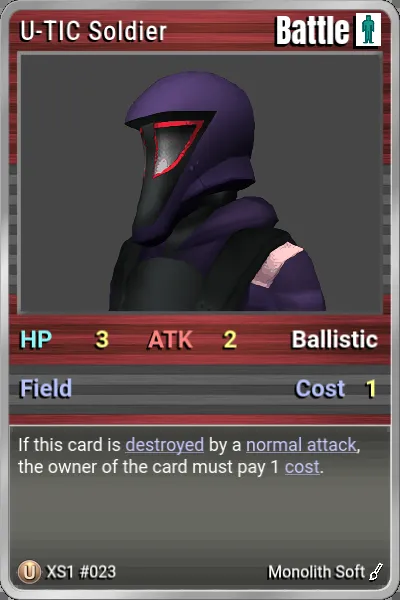 U-TIC Soldier Battle
HP 3 ATK 2 Ballistic
Field Cost 1
If this card is destroyed by a normal attack,
the owner of the card must pay 1 cost.
U XS1 #023 Monolith Soft